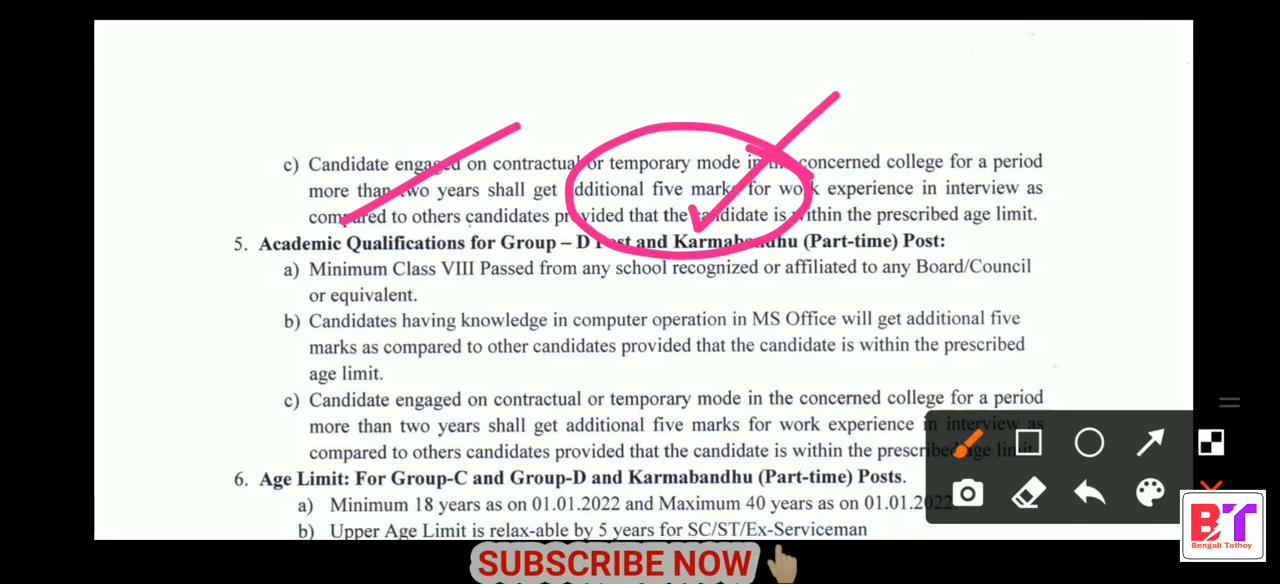 c) Candidate engaged on contractual or temporary mode in the concerned college for a period
more than two years shall get additional five marks for work experience in interview as
compared to others candidates provided that the candidate is within the prescribed age limit.
5. Academic Qualifications for Group – D Post and Karmabandhu (Part-time) Post:
a) Minimum Class VIII Passed from any school recognized or affiliated to any Board/Council
or equivalent.
b) Candidates having knowledge in computer operation in MS Office will get additional five
marks as compared to other candidates provided that the candidate is within the prescribed
age limit.
c) Candidate engaged on contractual or temporary mode in the concerned college for a period
more than two years shall get additional five marks for work experience in interview as
compared to others candidates provided that the candidate is within the prescribed age limit.
6. Age Limit: For Group-C and Group-D and Karmabandhu (Part-time) Posts.
a) Minimum 18 years as on 01.01.2022 and Maximum 40 years as on 01.01.2022.
b) Upper Age Limit is relax-able by 5 years for SC/ST/Ex-Serviceman
BT
Bengali Tothoy
SUBSCRIBE NOW